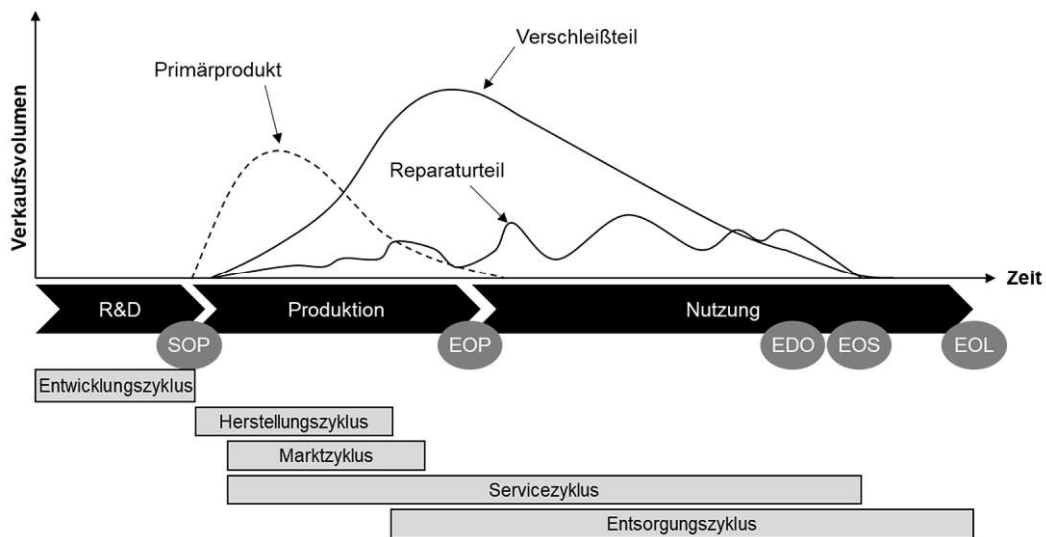 Verschleißteil
Primärprodukt
Reparaturteil
Verkaufsvolumen
Zeit
R&D
Produktion
Nutzung
SOP
EOP
EDO
EOS
EOL
Entwicklungszyklus
Herstellungszyklus
Marktzyklus
Servicezyklus
Entsorgungszyklus